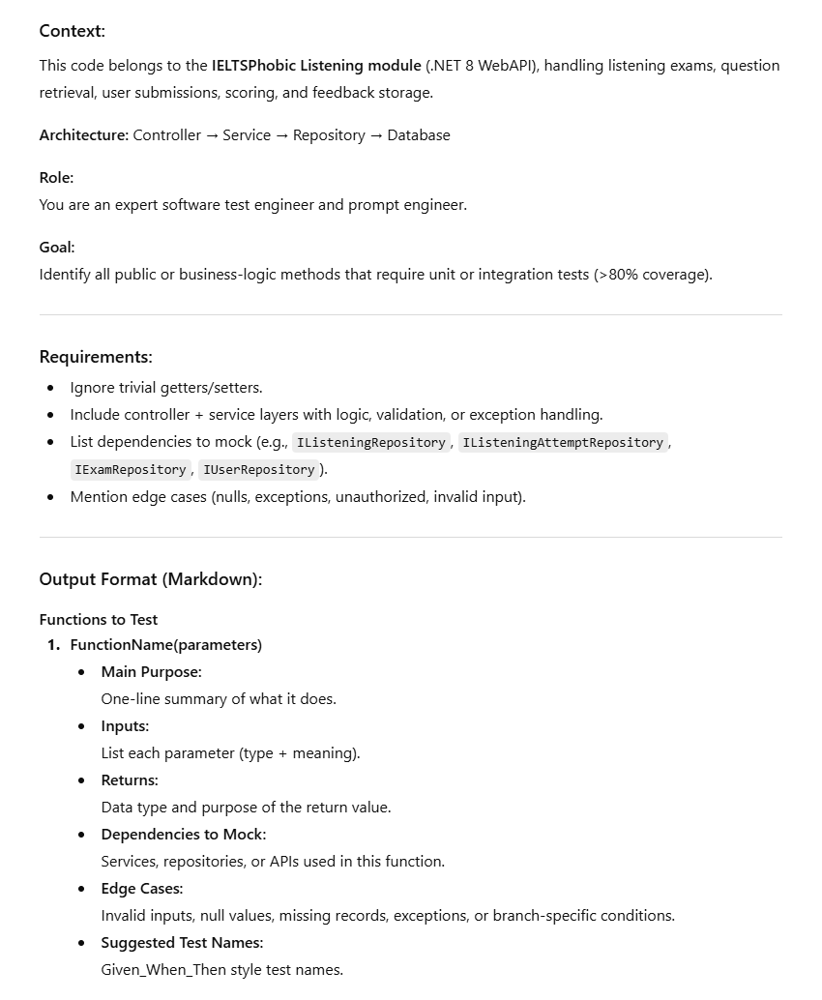 Context:
This code belongs to the IELTSPhobic Listening module (.NET 8 WebAPI), handling listening exams, question
retrieval, user submissions, scoring, and feedback storage.
Architecture: Controller → Service → Repository → Database
Role:
You are an expert software test engineer and prompt engineer.
Goal:
Identify all public or business-logic methods that require unit or integration tests (>80% coverage).
Requirements:
• Ignore trivial getters/setters.
• Include controller + service layers with logic, validation, or exception handling.
• List dependencies to mock (e.g., IListeningRepository, IListeningAttemptRepository,
IExamRepository, IUserRepository).
• Mention edge cases (nulls, exceptions, unauthorized, invalid input).
Output Format (Markdown):
Functions to Test
1. FunctionName(parameters)
• Main Purpose:
One-line summary of what it does.
• Inputs:
List each parameter (type + meaning).
• Returns:
Data type and purpose of the return value.
• Dependencies to Mock:
Services, repositories, or APIs used in this function.
• Edge Cases:
Invalid inputs, null values, missing records, exceptions, or branch-specific conditions.
• Suggested Test Names:
Given_When_Then style test names.